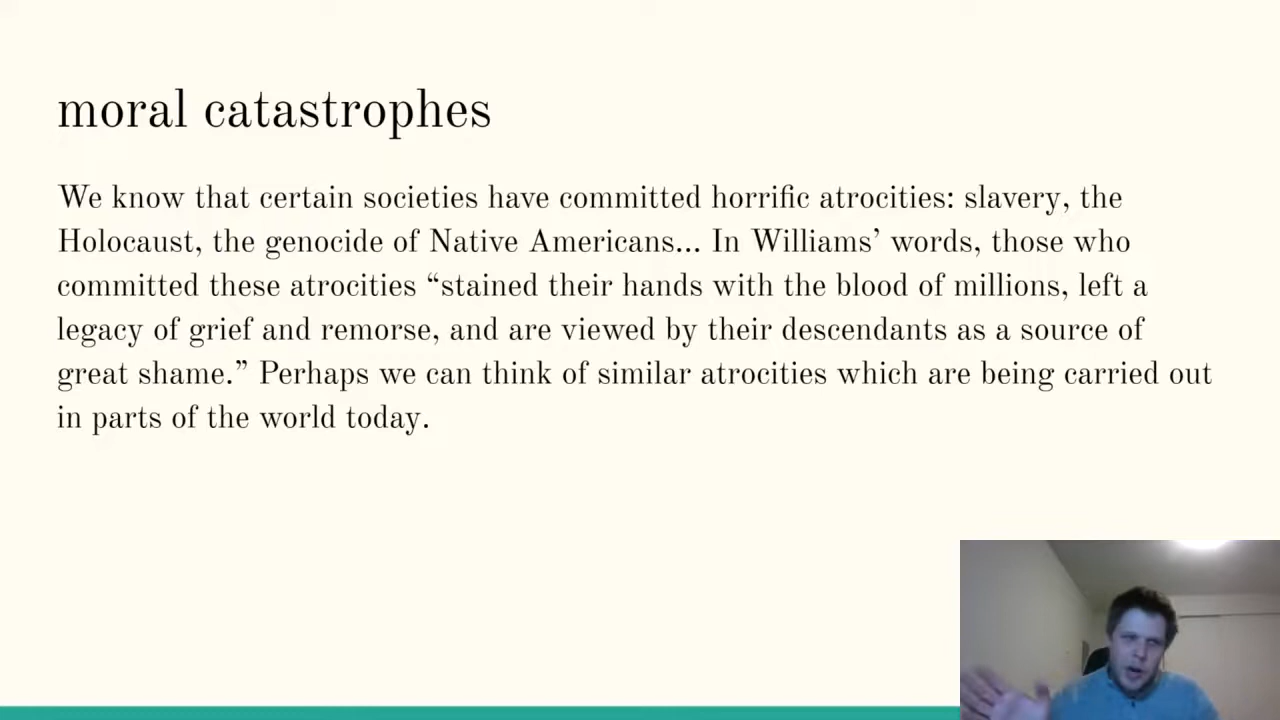 moral catastrophes
We know that certain societies have committed horrific atrocities: slavery, the
Holocaust, the genocide of Native Americans... In Williams’ words, those who
committed these atrocities “stained their hands with the blood of millions, left a
legacy of grief and remorse, and are viewed by their descendants as a source of
great shame.” Perhaps we can think of similar atrocities which are being carried out
in parts of the world today.